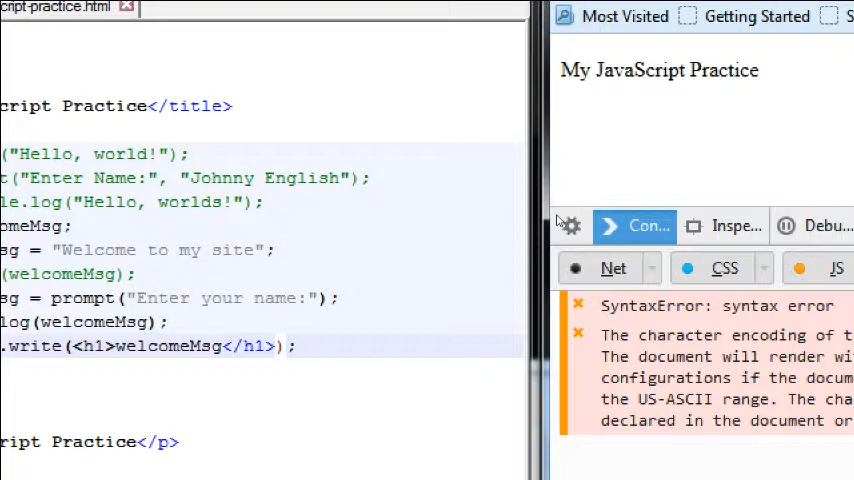 script-practice.html
cript Practice</title>
("Hello, world!");
t("Enter Name:", "Johnny English");
le.log("Hello, worlds!");
omeMsg;
sg = "Welcome to my site";
(welcomeMsg);
sg = prompt("Enter your name:");
log(welcomeMsg);
.write(<h1>welcomeMsg</h1>);
ript Practice</p>
Most Visited Getting Started S
My JavaScript Practice
Con... Inspe... Debu...
Net CSS JS
SyntaxError: syntax error
The character encoding of t
The document will render wi
configurations if the docum
the US-ASCII range. The cha
declared in the document or